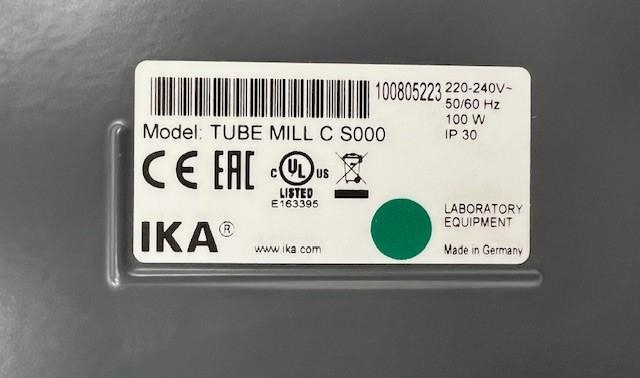 100805223
220-240V~
50/60 Hz
100 W
IP 30
Model: TUBE MILL C S000
CE EAC
C UL US
LISTED
E163395
IKA®
www.ika.com
LABORATORY
EQUIPMENT
Made in Germany